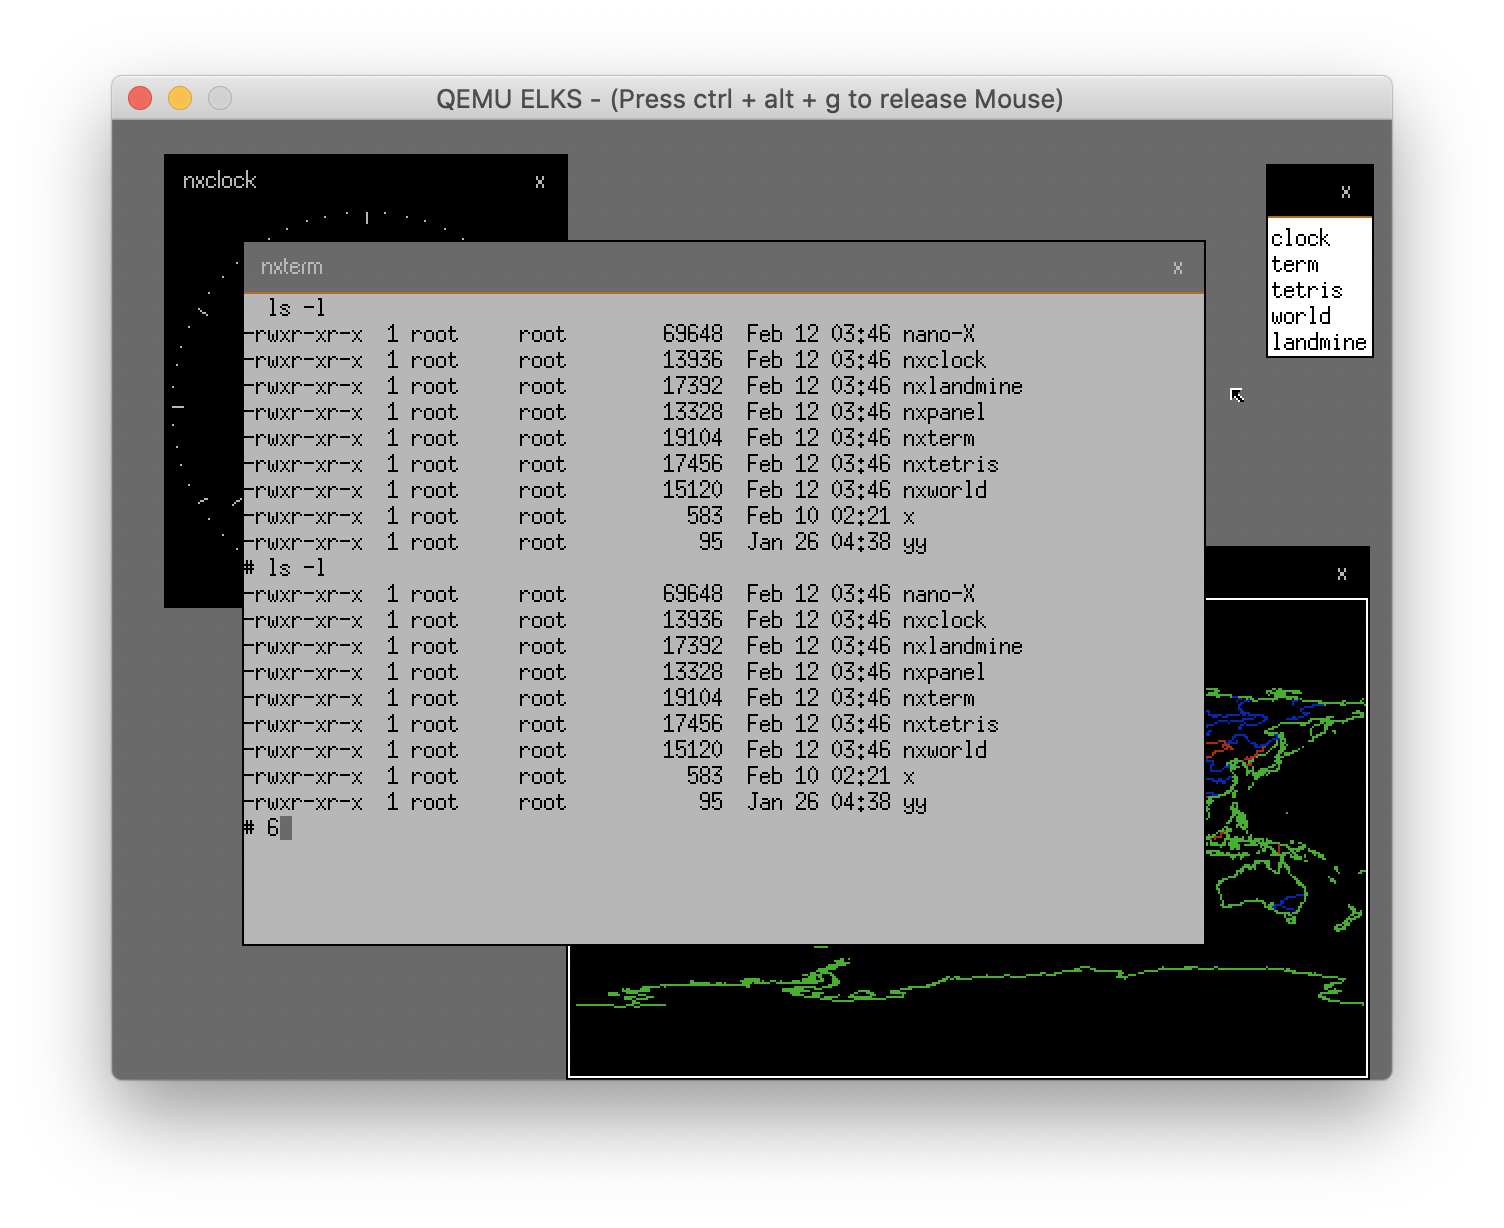 QEMU ELKS - (Press ctrl + alt + g to release Mouse)
nxclock x
x
clock
term
tetris
world
landmine
nxterm x
ls -l
-rwxr-xr-x 1 root root 69648 Feb 12 03:46 nano-X
-rwxr-xr-x 1 root root 13936 Feb 12 03:46 nxclock
-rwxr-xr-x 1 root root 17392 Feb 12 03:46 nxlandmine
-rwxr-xr-x 1 root root 13328 Feb 12 03:46 nxpanel
-rwxr-xr-x 1 root root 19104 Feb 12 03:46 nxterm
-rwxr-xr-x 1 root root 17456 Feb 12 03:46 nxtetris
-rwxr-xr-x 1 root root 15120 Feb 12 03:46 nxworld
-rwxr-xr-x 1 root root 583 Feb 10 02:21 x
-rwxr-xr-x 1 root root 95 Jan 26 04:38 yy
# ls -l
-rwxr-xr-x 1 root root 69648 Feb 12 03:46 nano-X
-rwxr-xr-x 1 root root 13936 Feb 12 03:46 nxclock
-rwxr-xr-x 1 root root 17392 Feb 12 03:46 nxlandmine
-rwxr-xr-x 1 root root 13328 Feb 12 03:46 nxpanel
-rwxr-xr-x 1 root root 19104 Feb 12 03:46 nxterm
-rwxr-xr-x 1 root root 17456 Feb 12 03:46 nxtetris
-rwxr-xr-x 1 root root 15120 Feb 12 03:46 nxworld
-rwxr-xr-x 1 root root 583 Feb 10 02:21 x
-rwxr-xr-x 1 root root 95 Jan 26 04:38 yy
# 6
x